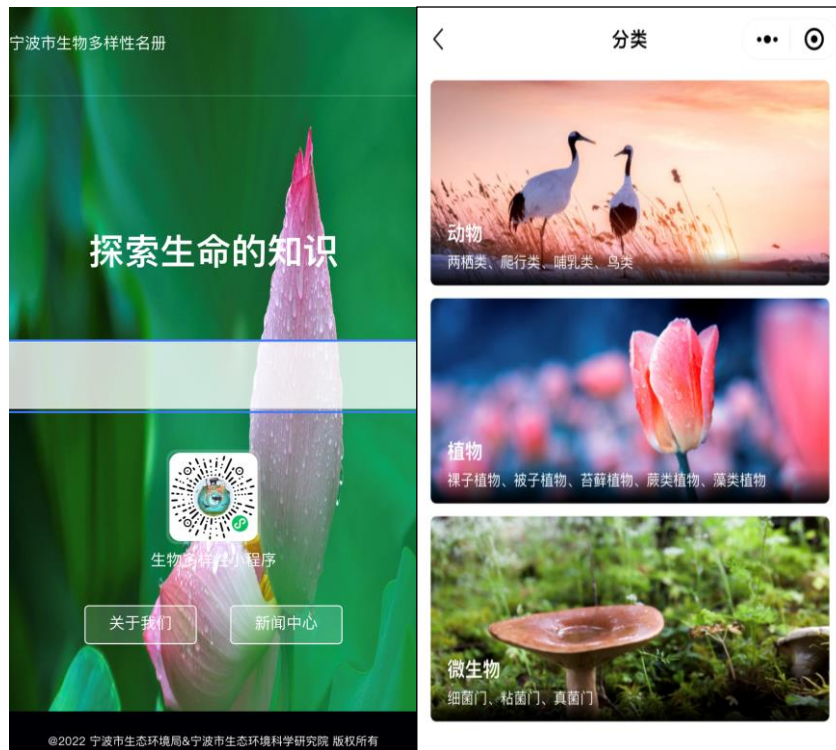 宁波市生物多样性名册
探索生命的知识
生物多样性小程序
关于我们
新闻中心
@2022 宁波市生态环境局&宁波市生态环境科学研究院 版权所有
分类
动物
两栖类、爬行类、哺乳类、鸟类
植物
裸子植物、被子植物、苔藓植物、蕨类植物、藻类植物
微生物
细菌门、粘菌门、真菌门